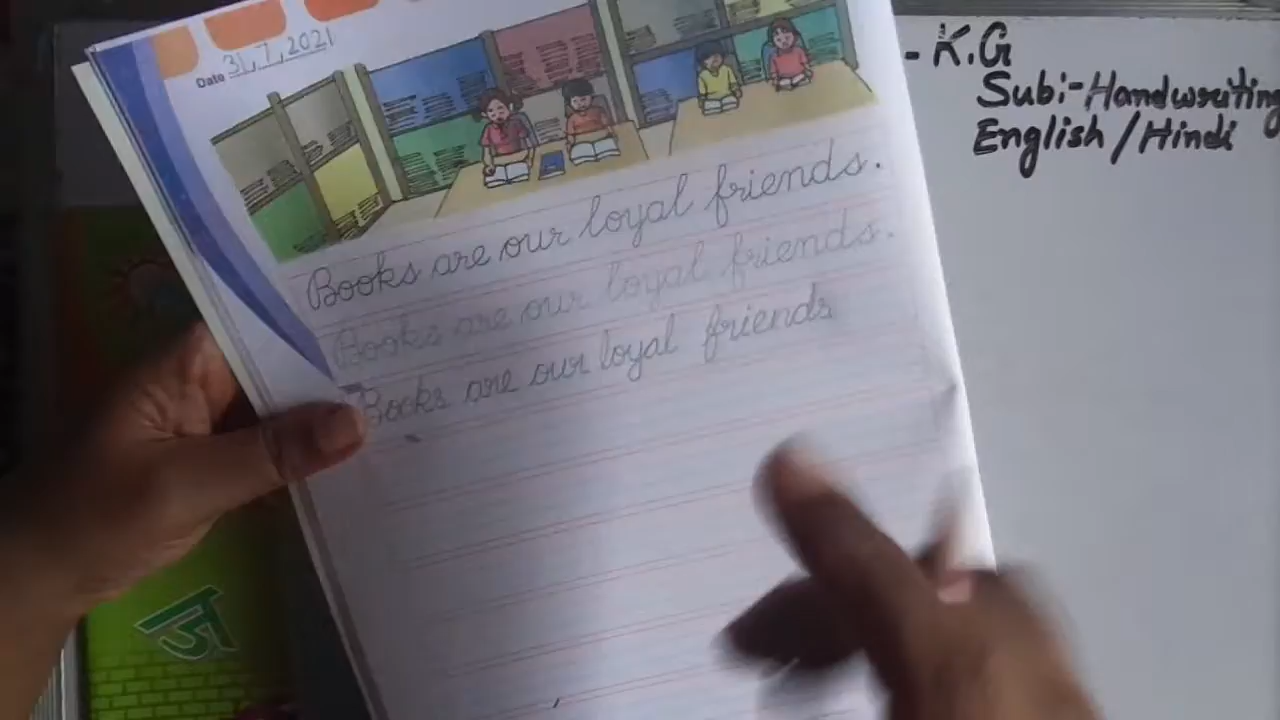 Date 31, 7, 2021
Books are our loyal friends.
Books are our loyal friends.
Books are our loyal friends
- K.G
Sub:- Handwriting
English / Hindi
ज